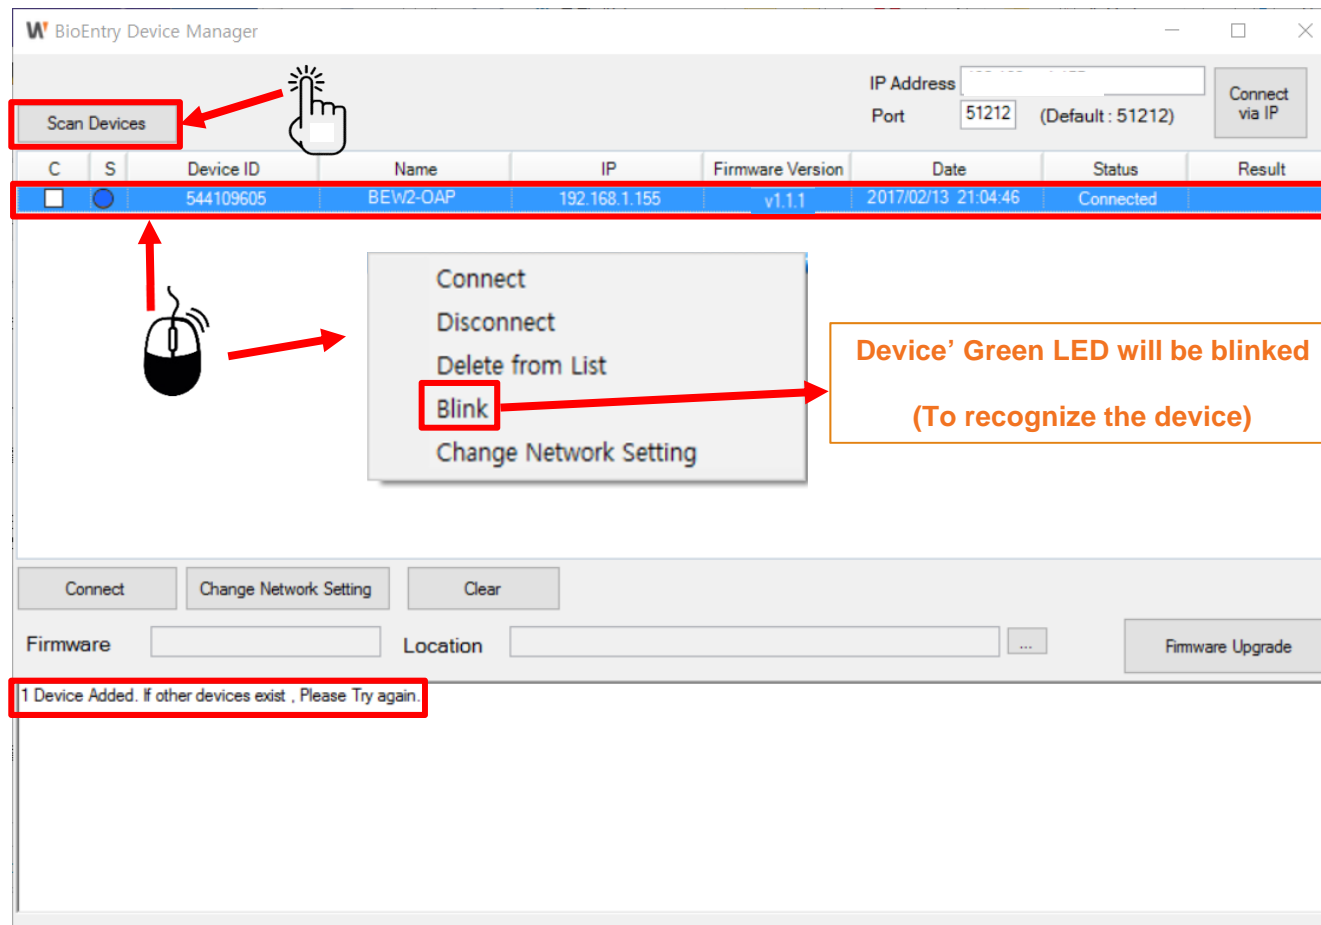 BioEntry Device Manager
IP Address
Scan Devices
Port 51212 (Default : 51212)
Connect
via IP
C S Device ID Name IP Firmware Version Date Status Result
544109605 BEW2-OAP 192.168.1.155 v1.1.1 2017/02/13 21:04:46 Connected
Connect
Disconnect
Delete from List
Blink
Change Network Setting
Device’ Green LED will be blinked
(To recognize the device)
Connect Change Network Setting Clear
Firmware Location ... Firmware Upgrade
1 Device Added. If other devices exist , Please Try again.